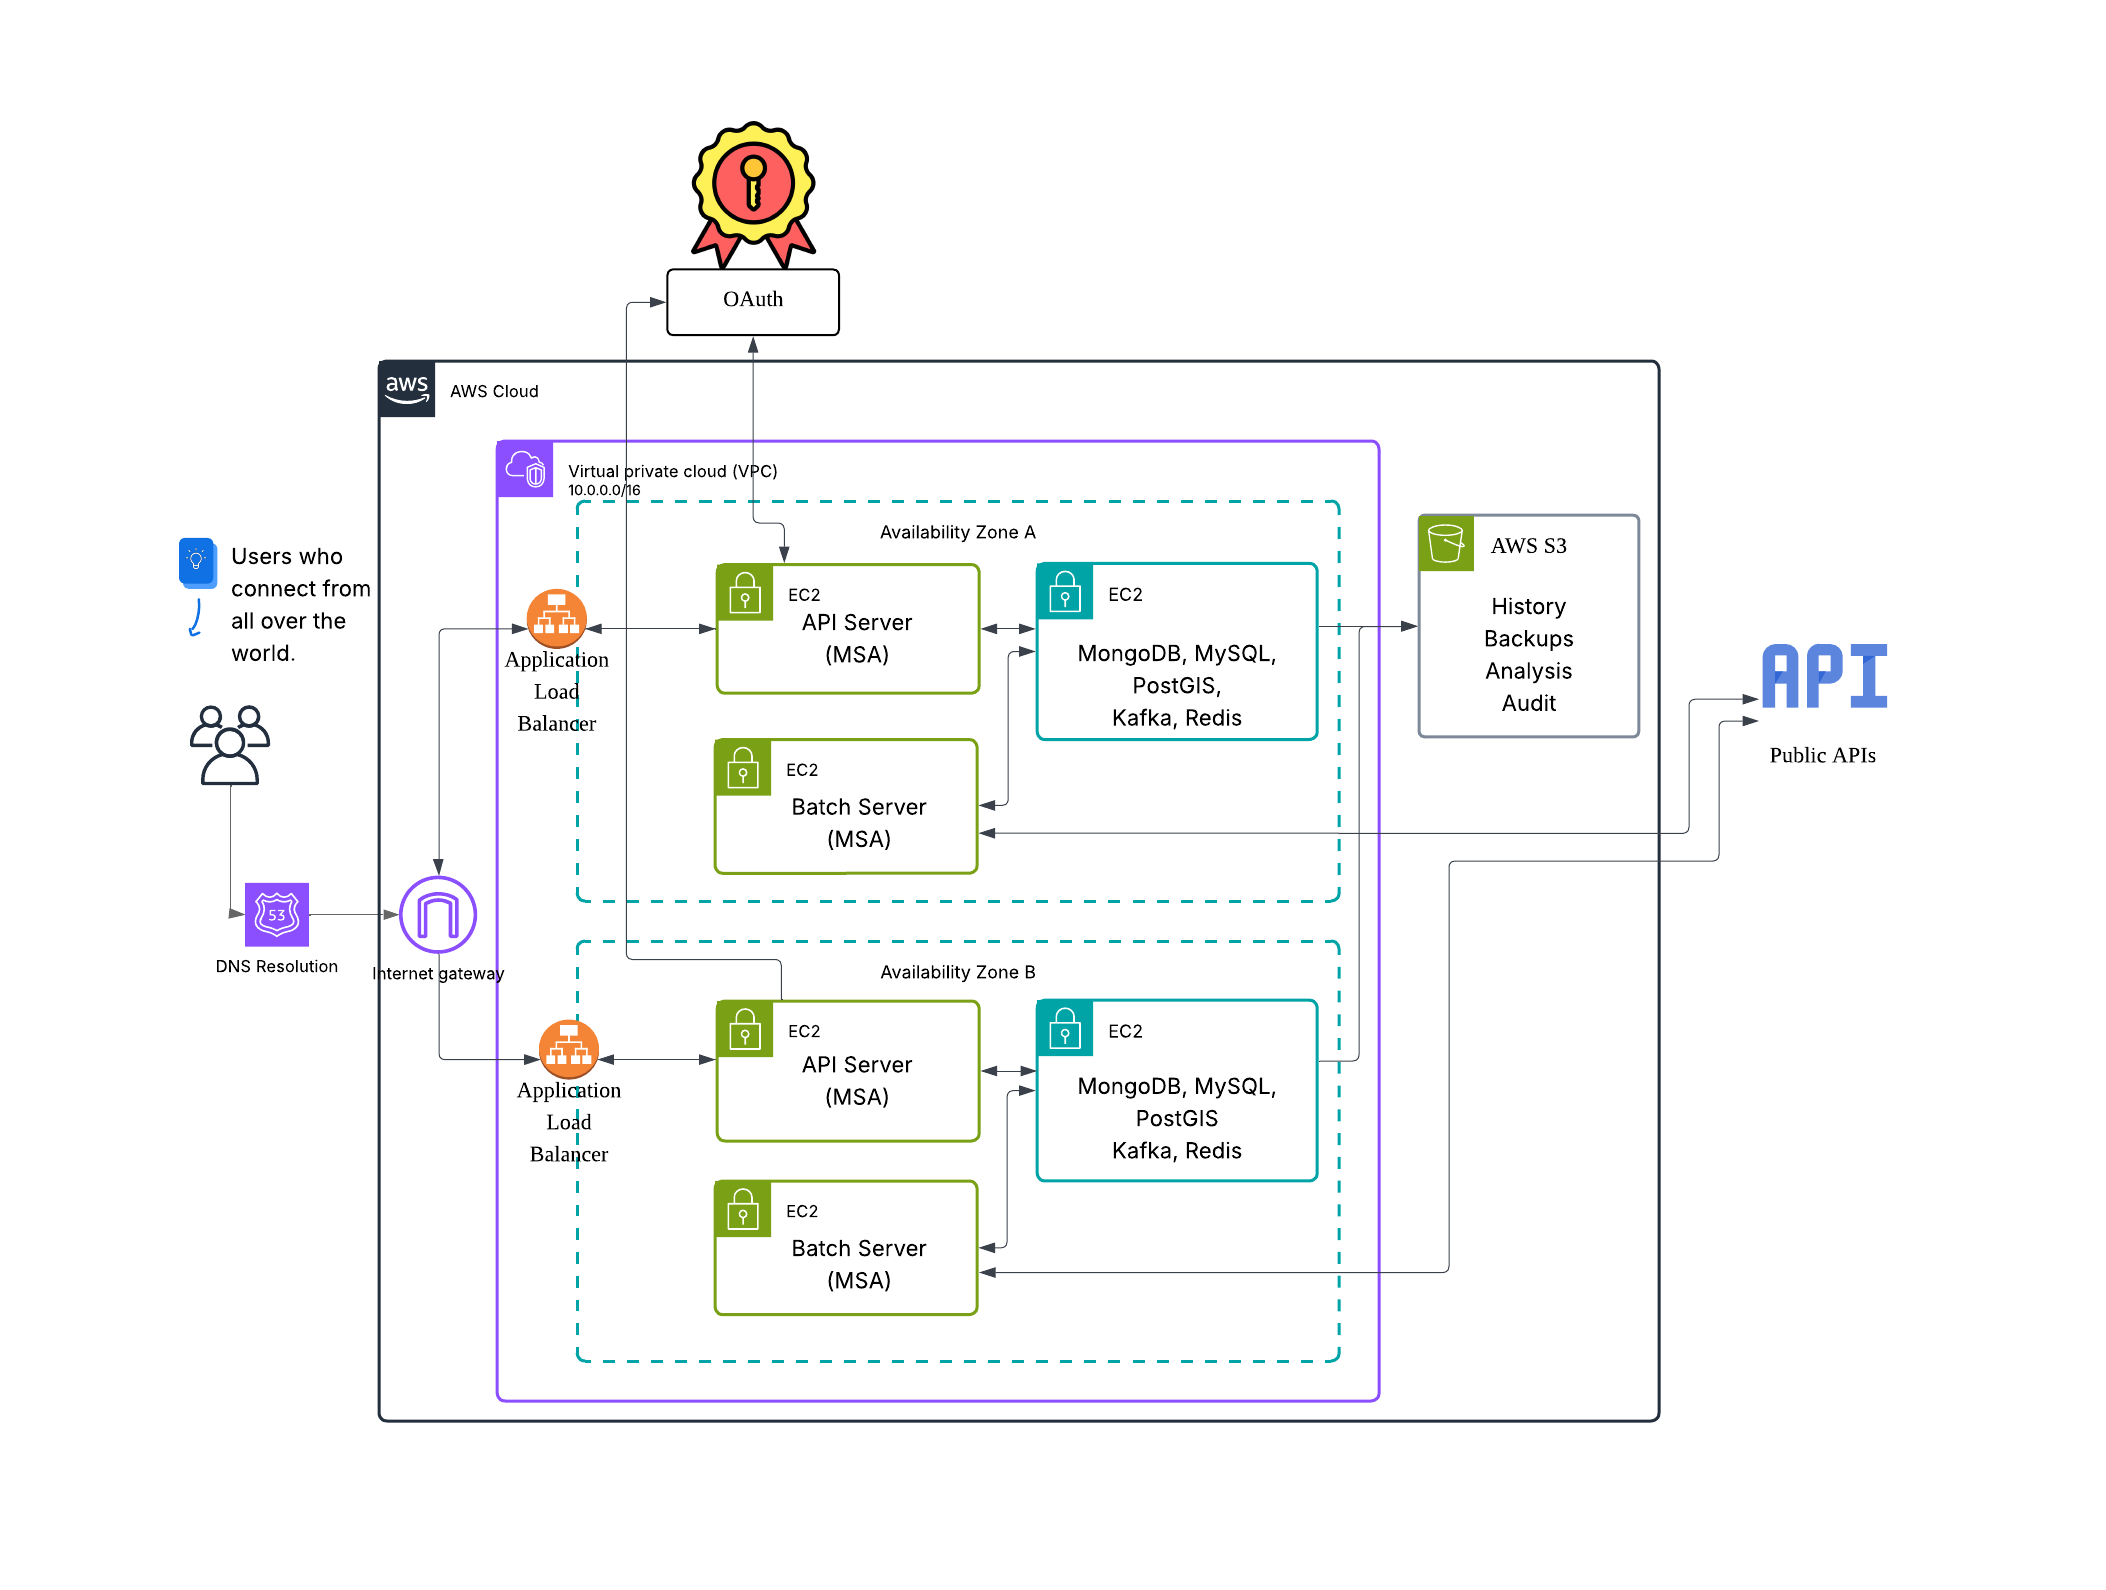 OAuth
aws
AWS Cloud
Virtual private cloud (VPC)
10.0.0.0/16
Availability Zone A
Users who
connect from
all over the
world.
EC2
API Server
(MSA)
EC2
MongoDB, MySQL,
PostGIS,
Kafka, Redis
AWS S3
History
Backups
Analysis
Audit
Application
Load
Balancer
API
Public APIs
EC2
Batch Server
(MSA)
53
DNS Resolution
Internet gateway
Availability Zone B
EC2
API Server
(MSA)
EC2
MongoDB, MySQL,
PostGIS
Kafka, Redis
Application
Load
Balancer
EC2
Batch Server
(MSA)